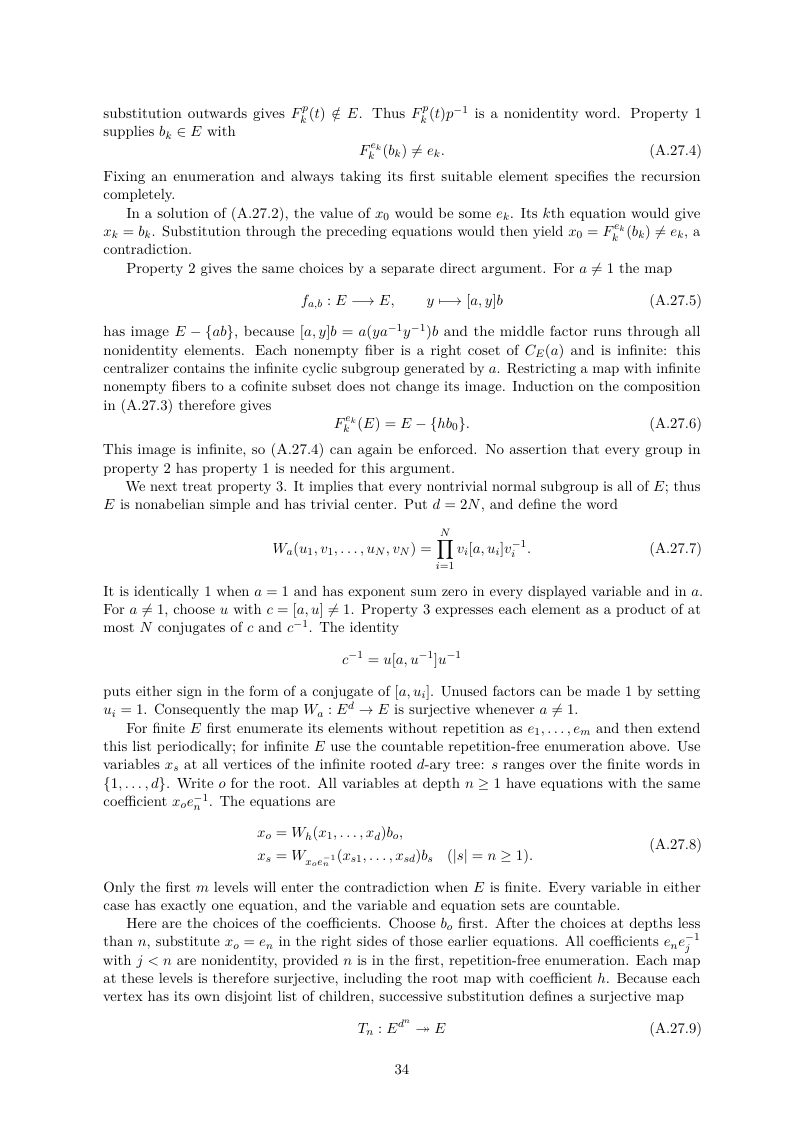 substitution outwards gives F_k^p(t) ∉ E. Thus F_k^p(t)p^{-1} is a nonidentity word. Property 1
supplies b_k ∈ E with
F_k^{e_k}(b_k) ≠ e_k. (A.27.4)
Fixing an enumeration and always taking its first suitable element specifies the recursion
completely.
In a solution of (A.27.2), the value of x_0 would be some e_k. Its kth equation would give
x_k = b_k. Substitution through the preceding equations would then yield x_0 = F_k^{e_k}(b_k) ≠ e_k, a
contradiction.
Property 2 gives the same choices by a separate direct argument. For a ≠ 1 the map
f_{a,b} : E ⟶ E, y ⟼ [a, y]b (A.27.5)
has image E − {ab}, because [a, y]b = a(ya^{-1}y^{-1})b and the middle factor runs through all
nonidentity elements. Each nonempty fiber is a right coset of C_E(a) and is infinite: this
centralizer contains the infinite cyclic subgroup generated by a. Restricting a map with infinite
nonempty fibers to a cofinite subset does not change its image. Induction on the composition
in (A.27.3) therefore gives
F_k^{e_k}(E) = E − {hb_0}. (A.27.6)
This image is infinite, so (A.27.4) can again be enforced. No assertion that every group in
property 2 has property 1 is needed for this argument.
We next treat property 3. It implies that every nontrivial normal subgroup is all of E; thus
E is nonabelian simple and has trivial center. Put d = 2N, and define the word
W_a(u_1, v_1, . . . , u_N, v_N) = ∏_{i=1}^{N} v_i[a, u_i]v_i^{-1}. (A.27.7)
It is identically 1 when a = 1 and has exponent sum zero in every displayed variable and in a.
For a ≠ 1, choose u with c = [a, u] ≠ 1. Property 3 expresses each element as a product of at
most N conjugates of c and c^{-1}. The identity
c^{-1} = u[a, u^{-1}]u^{-1}
puts either sign in the form of a conjugate of [a, u_i]. Unused factors can be made 1 by setting
u_i = 1. Consequently the map W_a : E^d → E is surjective whenever a ≠ 1.
For finite E first enumerate its elements without repetition as e_1, . . . , e_m and then extend
this list periodically; for infinite E use the countable repetition-free enumeration above. Use
variables x_s at all vertices of the infinite rooted d-ary tree: s ranges over the finite words in
{1, . . . , d}. Write o for the root. All variables at depth n ≥ 1 have equations with the same
coefficient x_o e_n^{-1}. The equations are
x_o = W_h(x_1, . . . , x_d)b_o,
x_s = W_{x_o e_n^{-1}}(x_{s1}, . . . , x_{sd})b_s (|s| = n ≥ 1). (A.27.8)
Only the first m levels will enter the contradiction when E is finite. Every variable in either
case has exactly one equation, and the variable and equation sets are countable.
Here are the choices of the coefficients. Choose b_o first. After the choices at depths less
than n, substitute x_o = e_n in the right sides of those earlier equations. All coefficients e_n e_j^{-1}
with j < n are nonidentity, provided n is in the first, repetition-free enumeration. Each map
at these levels is therefore surjective, including the root map with coefficient h. Because each
vertex has its own disjoint list of children, successive substitution defines a surjective map
T_n : E^{d^n} ↠ E (A.27.9)
34